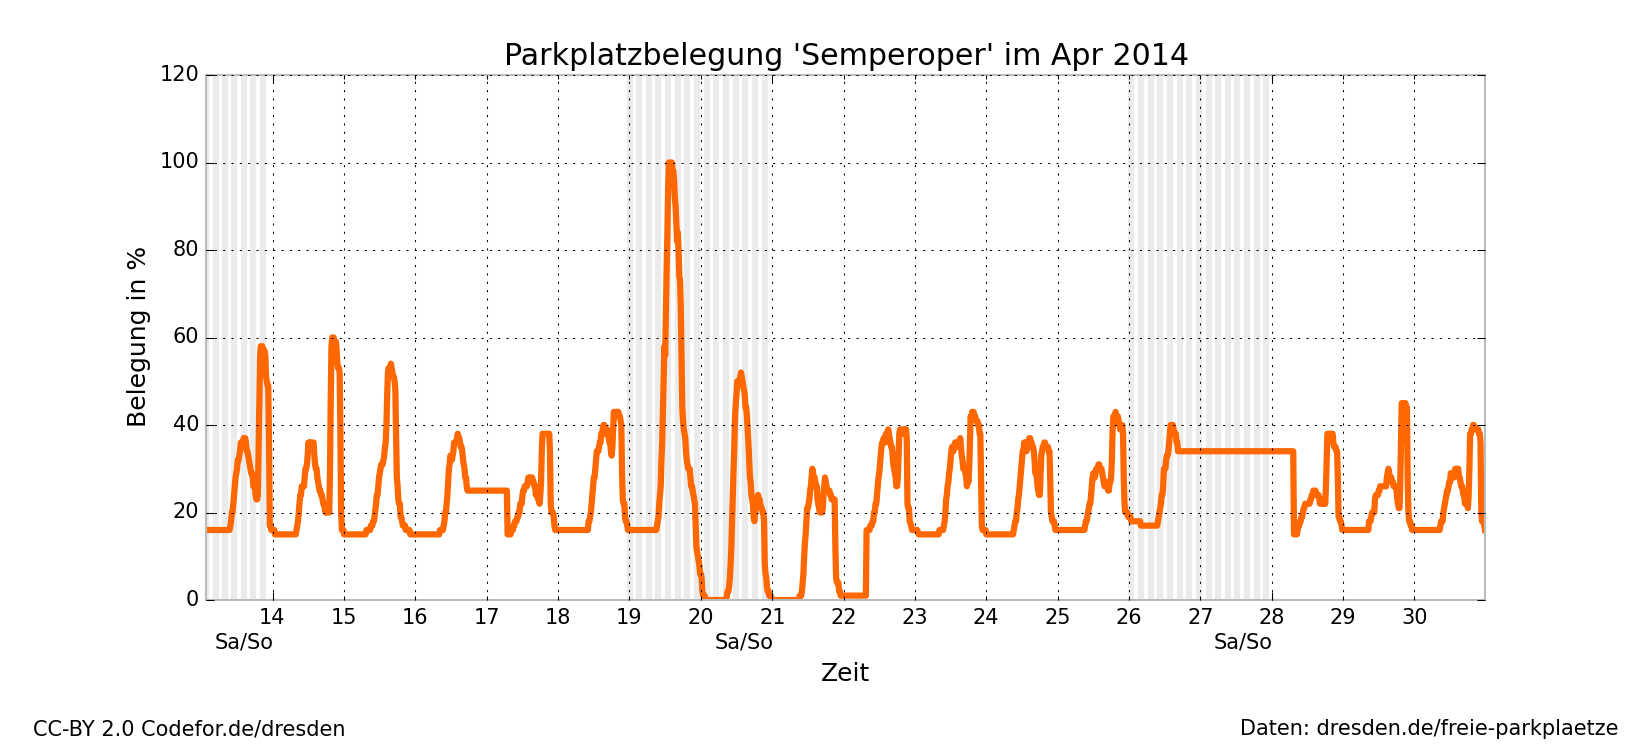 Parkplatzbelegung 'Semperoper' im Apr 2014
120
100
80
60
40
20
0
Belegung in %
14 15 16 17 18 19 20 21 22 23 24 25 26 27 28 29 30
Sa/So Sa/So Sa/So
Zeit
CC-BY 2.0 Codefor.de/dresden
Daten: dresden.de/freie-parkplaetze